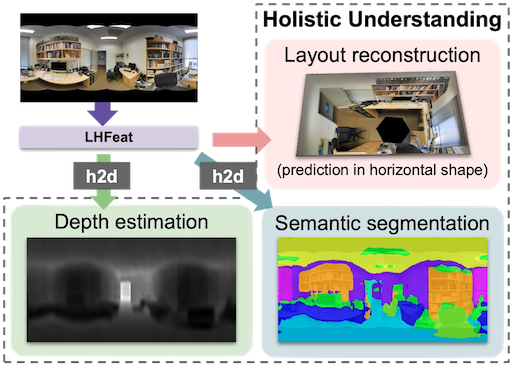 Holistic Understanding
Layout reconstruction
(prediction in horizontal shape)
LHFeat
h2d
h2d
Depth estimation
Semantic segmentation